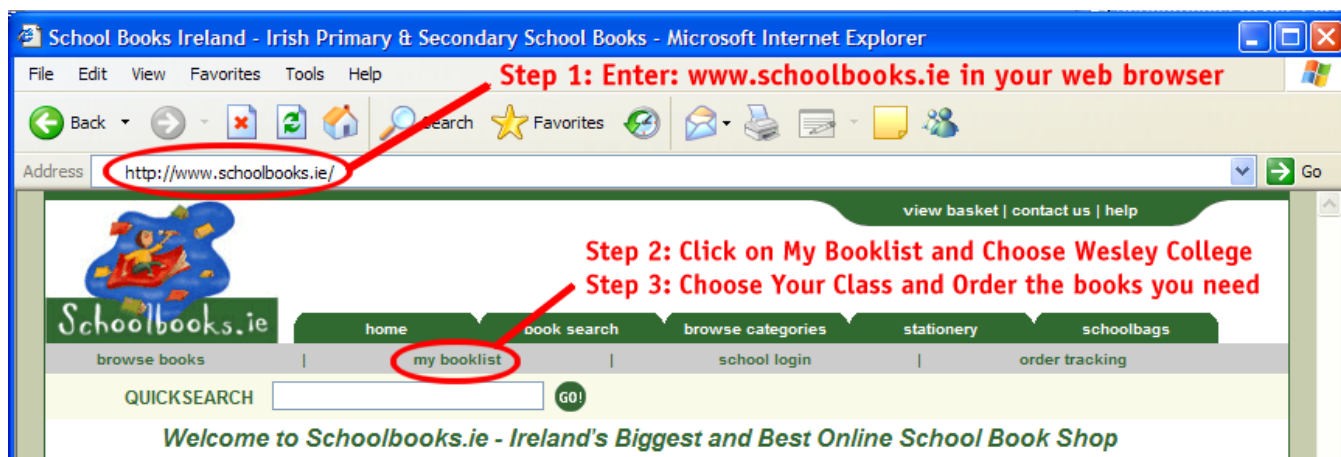 School Books Ireland - Irish Primary & Secondary School Books - Microsoft Internet Explorer
File Edit View Favorites Tools Help
Step 1: Enter: www.schoolbooks.ie in your web browser
Back Search Favorites
Address http://www.schoolbooks.ie/ Go
view basket | contact us | help
Step 2: Click on My Booklist and Choose Wesley College
Step 3: Choose Your Class and Order the books you need
Schoolbooks.ie
home book search browse categories stationery schoolbags
browse books | my booklist | school login | order tracking
QUICKSEARCH GO!
Welcome to Schoolbooks.ie - Ireland's Biggest and Best Online School Book Shop